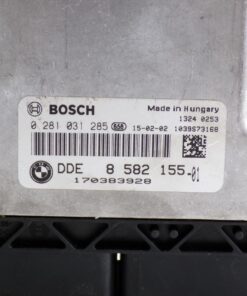 BOSCH Made in Hungary
1324 0253
0 281 031 285 15-02-02 1039S73168
DDE 8 582 155-01
170383928